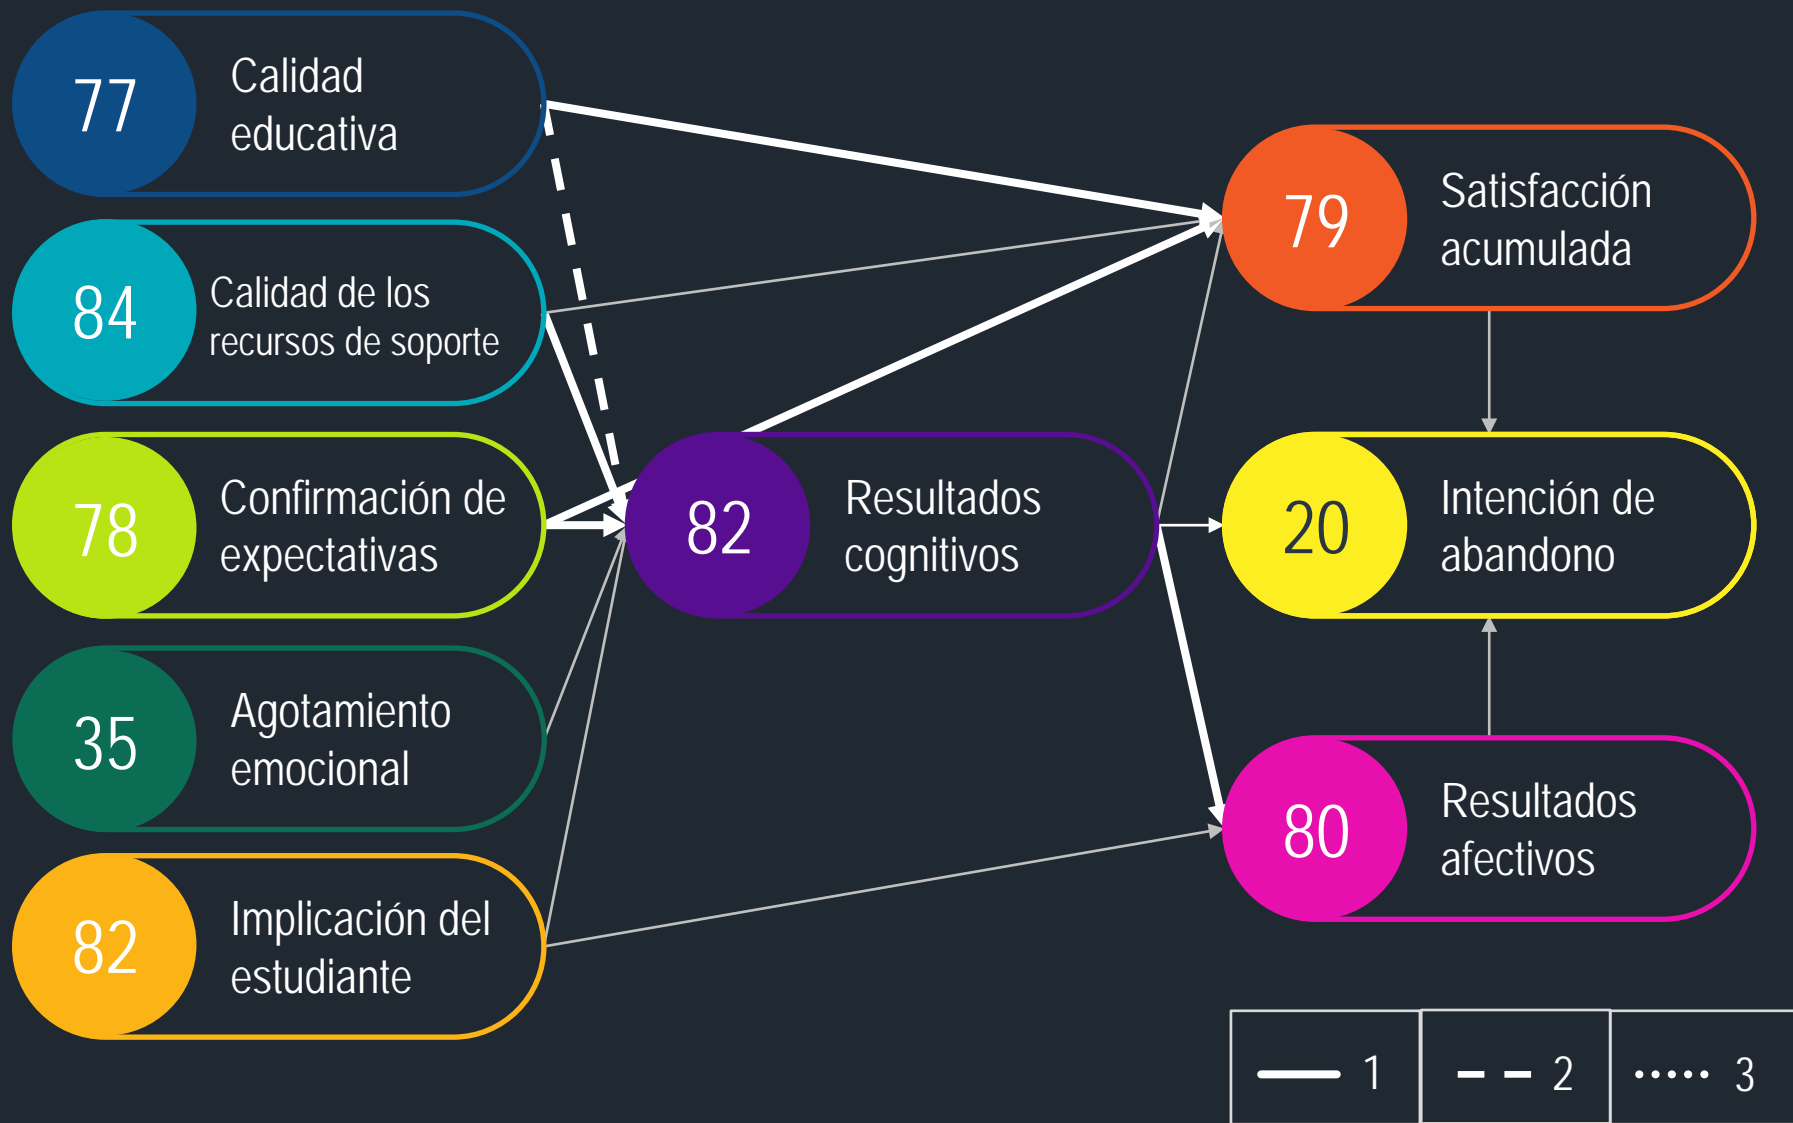 77
Calidad
educativa
84
Calidad de los
recursos de soporte
78
Confirmación de
expectativas
35
Agotamiento
emocional
82
Implicación del
estudiante
82
Resultados
cognitivos
79
Satisfacción
acumulada
20
Intención de
abandono
80
Resultados
afectivos
1
2
3